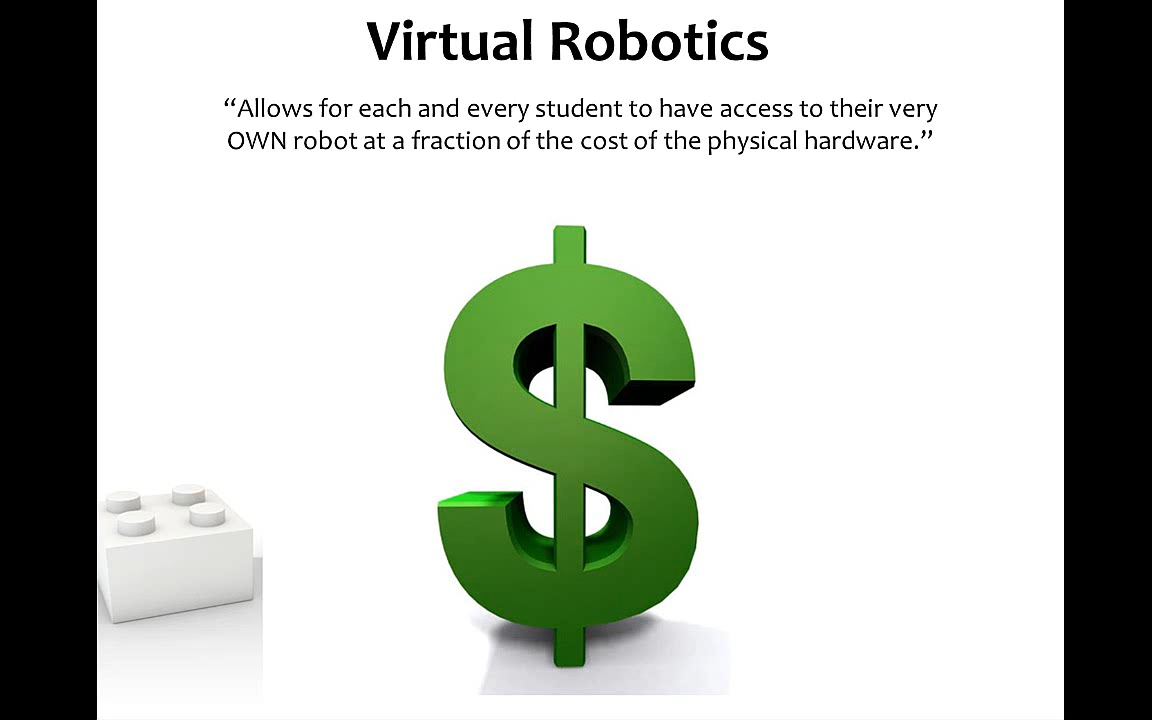 Virtual Robotics
“Allows for each and every student to have access to their very
OWN robot at a fraction of the cost of the physical hardware.”
$